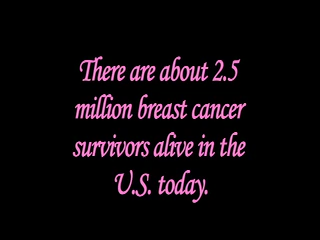 There are about 2.5
million breast cancer
survivors alive in the
U.S. today.